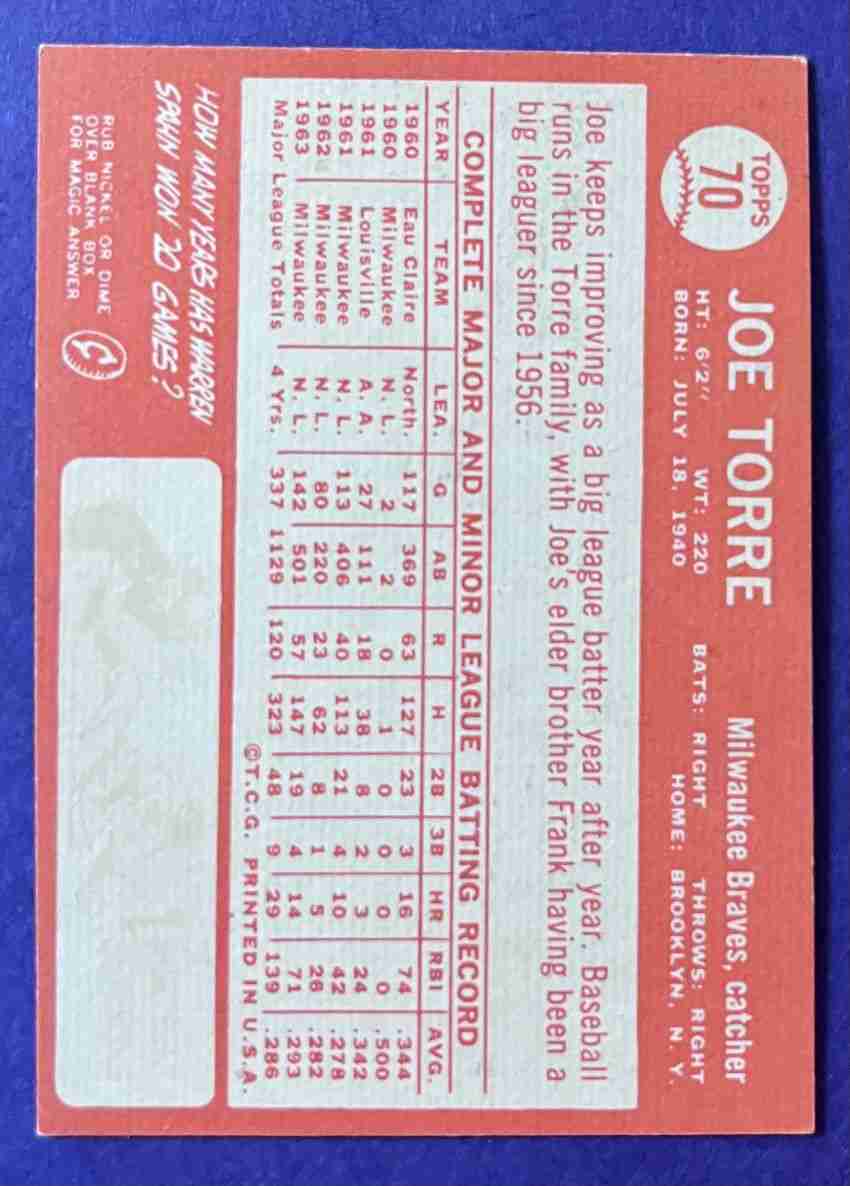 TOPPS
70
JOE TORRE
Milwaukee Braves, catcher
HT: 6'2" WT: 220 BATS: RIGHT THROWS: RIGHT
BORN: JULY 18, 1940 HOME: BROOKLYN, N. Y.
Joe keeps improving as a big league batter year after year. Baseball
runs in the Torre family, with Joe's elder brother Frank having been a
big leaguer since 1956.
COMPLETE MAJOR AND MINOR LEAGUE BATTING RECORD
YEAR TEAM LEA. G AB R H 2B 3B HR RBI AVG.
1960 Eau Claire North. 117 369 63 127 23 3 16 74 .344
1960 Milwaukee N. L. 2 2 0 1 0 0 0 0 .500
1961 Louisville A. A. 27 111 18 38 8 2 3 24 .342
1961 Milwaukee N. L. 113 406 40 113 21 4 10 42 .278
1962 Milwaukee N. L. 80 220 23 62 8 1 5 26 .282
1963 Milwaukee N. L. 142 501 57 147 19 4 14 71 .293
Major League Totals 4 Yrs. 337 1129 120 323 48 9 29 139 .286
©T.C.G. PRINTED IN U.S.A.
HOW MANY YEARS HAS WARREN
SPAHN WON 20 GAMES?
RUB NICKEL OR DIME
OVER BLANK BOX
FOR MAGIC ANSWER